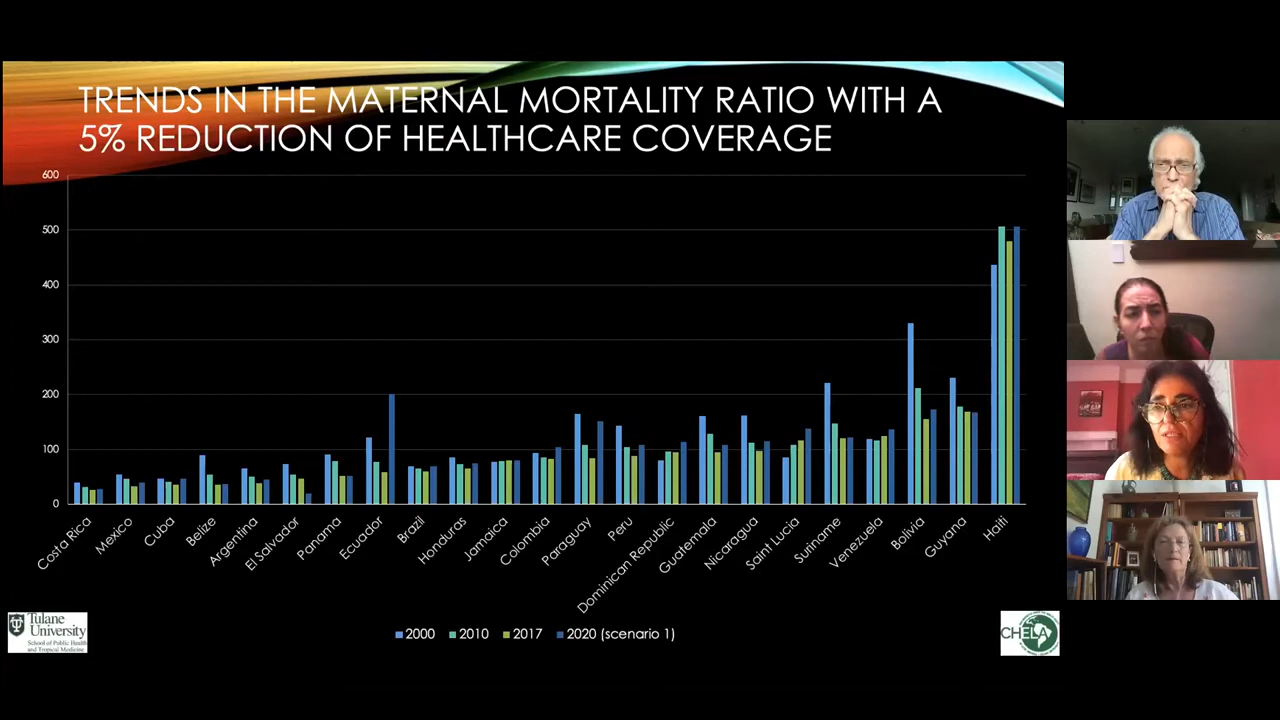 TRENDS IN THE MATERNAL MORTALITY RATIO WITH A
5% REDUCTION OF HEALTHCARE COVERAGE
600
500
400
300
200
100
0
Costa Rica
Mexico
Cuba
Belize
Argentina
El Salvador
Panama
Ecuador
Brazil
Honduras
Jamaica
Colombia
Paraguay
Peru
Dominican Republic
Guatemala
Nicaragua
Saint Lucia
Suriname
Venezuela
Bolivia
Guyana
Haiti
2000 2010 2017 2020 (scenario 1)
Tulane
University
School of Public Health
and Tropical Medicine
CHELA